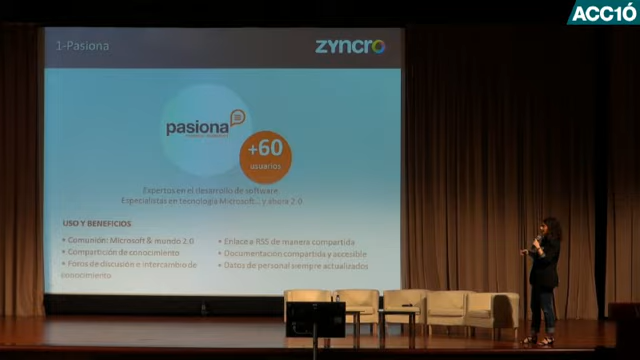 ACC1Ó
1-Pasiona
zyncro
pasiona
+60
usuarios
Expertos en el desarrollo de software.
Especialistas en tecnología Microsoft... y ahora 2.0
USO Y BENEFICIOS
• Comunión: Microsoft & mundo 2.0
• Compartición de conocimiento
• Foros de discusión e intercambio de
conocimiento
• Enlace a RSS de manera compartida
• Documentación compartida y accesible
• Datos de personal siempre actualizados